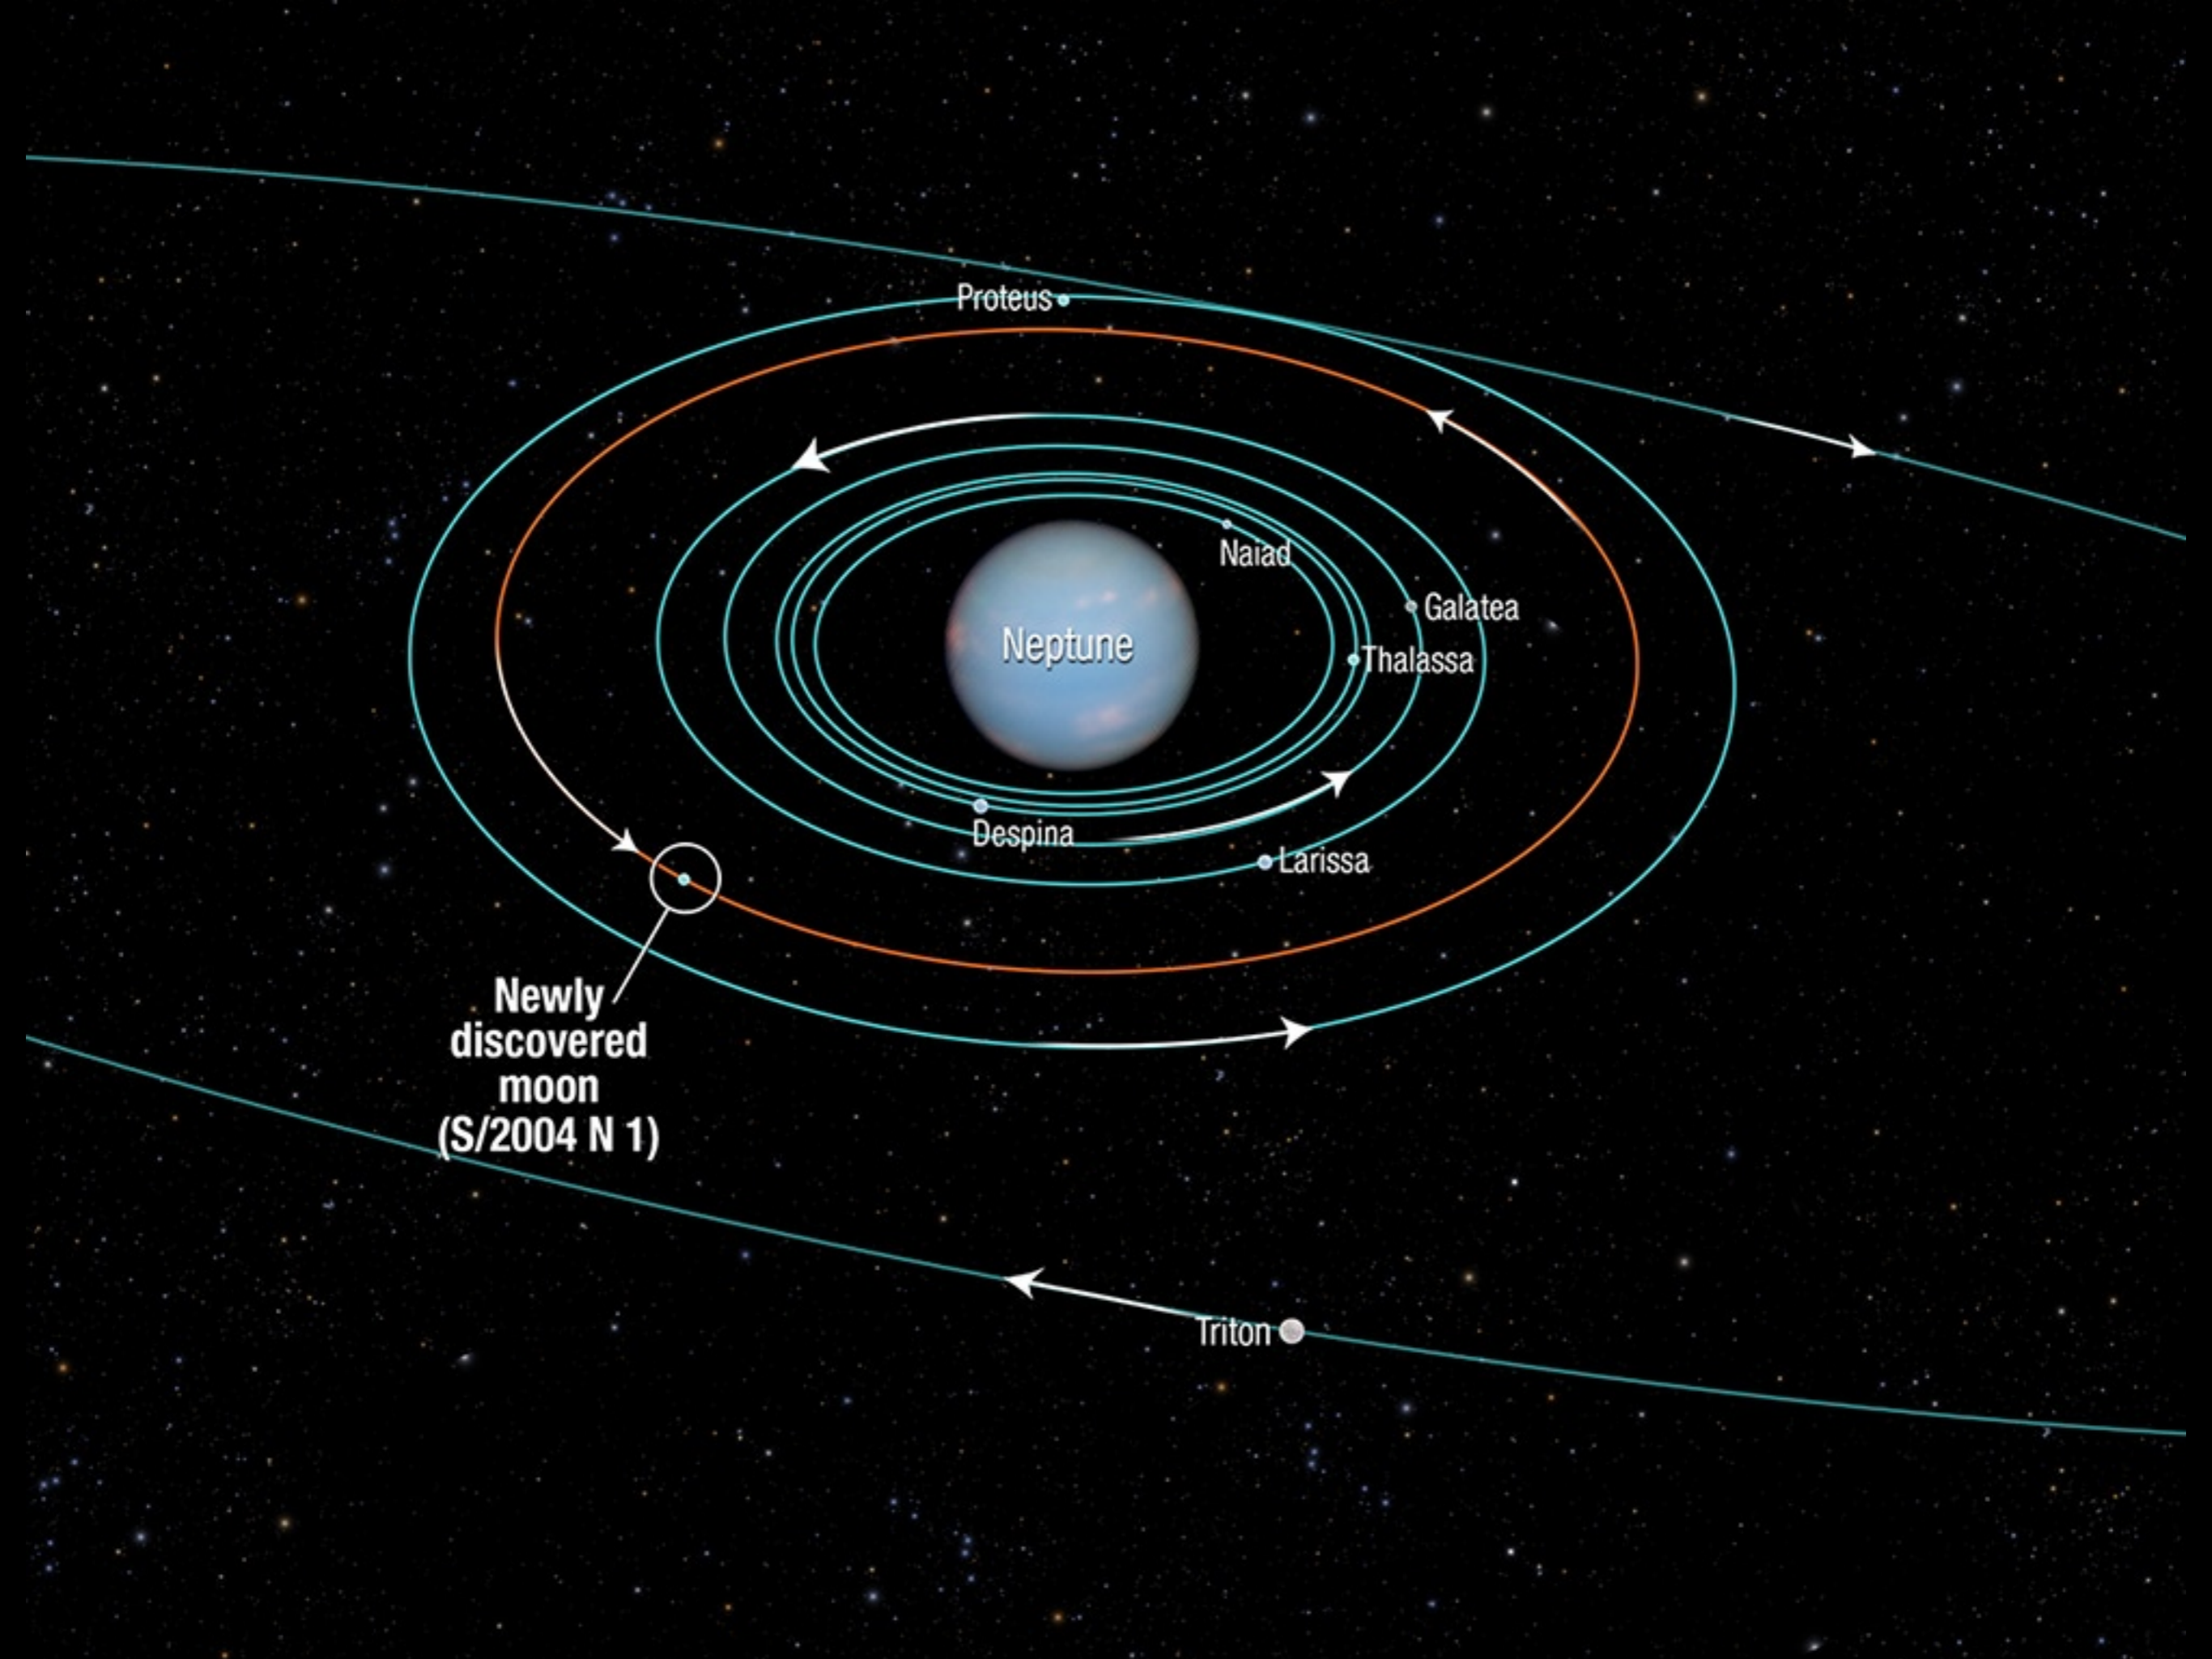 Proteus
Naiad
Galatea
Neptune
Thalassa
Despina
Larissa
Newly
discovered
moon
(S/2004 N 1)
Triton